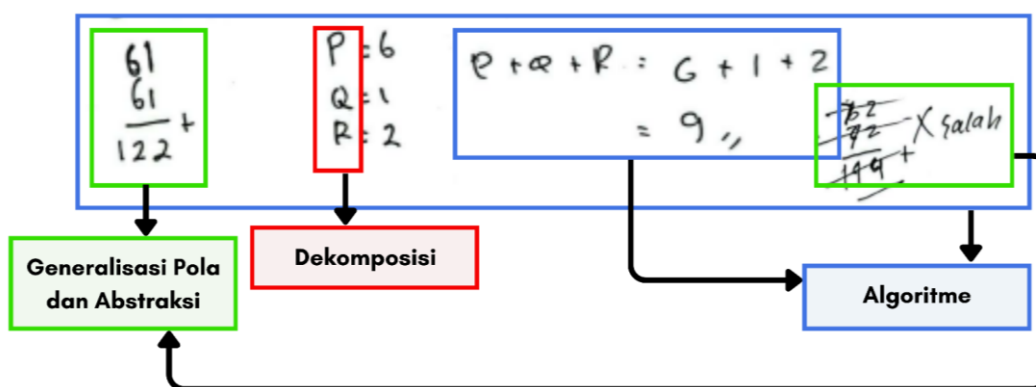 61
61
+
122
P = 6
Q = 1
R = 2
P + Q + R = 6 + 1 + 2
= 9 ,,
X salah
Generalisasi Pola
dan Abstraksi
Dekomposisi
Algoritme